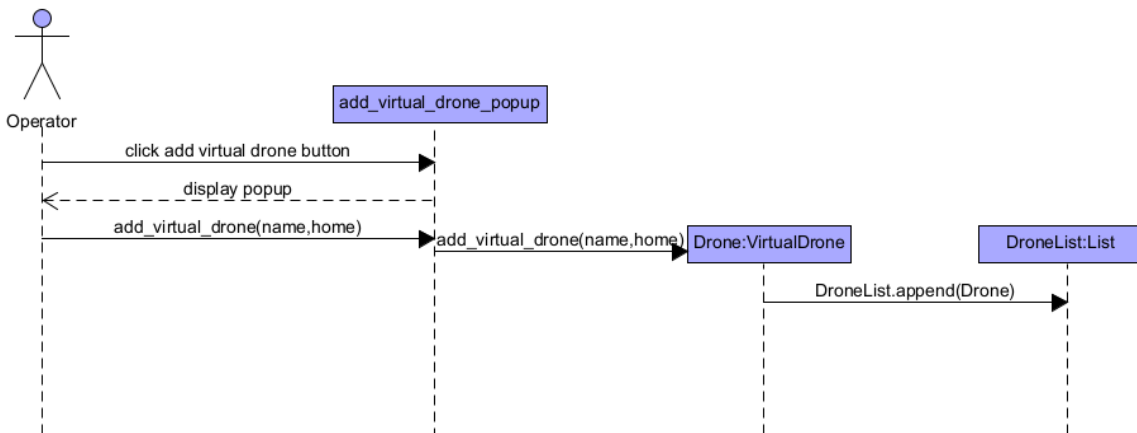 Operator
add_virtual_drone_popup
click add virtual drone button
display popup
add_virtual_drone(name,home)
add_virtual_drone(name,home)
Drone:VirtualDrone
DroneList:List
DroneList.append(Drone)